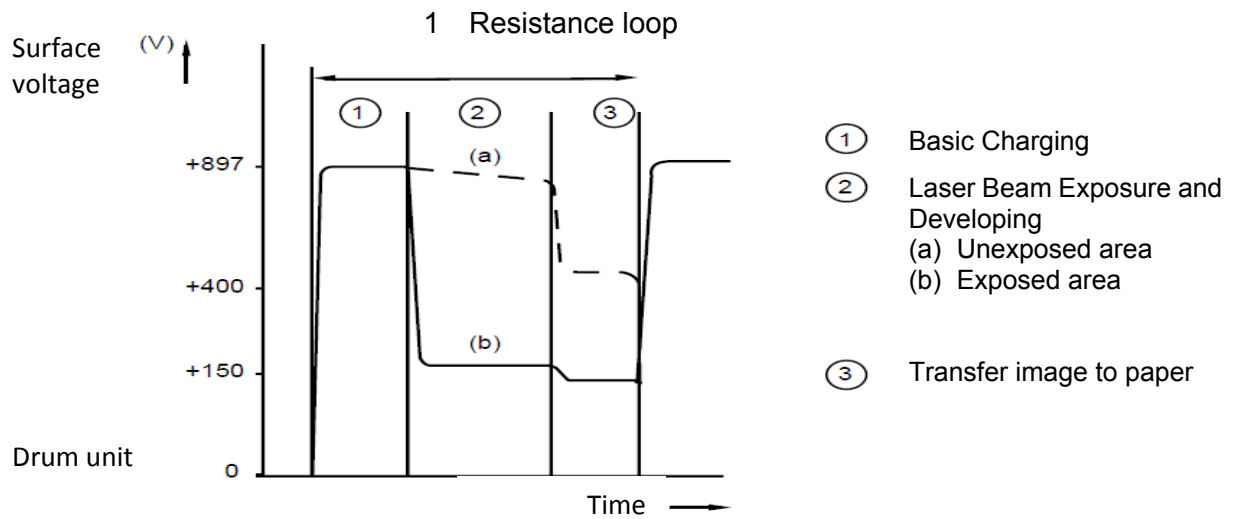 1 Resistance loop
Surface
voltage
(V)
① ② ③
+897
(a)
+400
(b)
+150
Drum unit
0
Time
① Basic Charging
② Laser Beam Exposure and
Developing
(a) Unexposed area
(b) Exposed area
③ Transfer image to paper